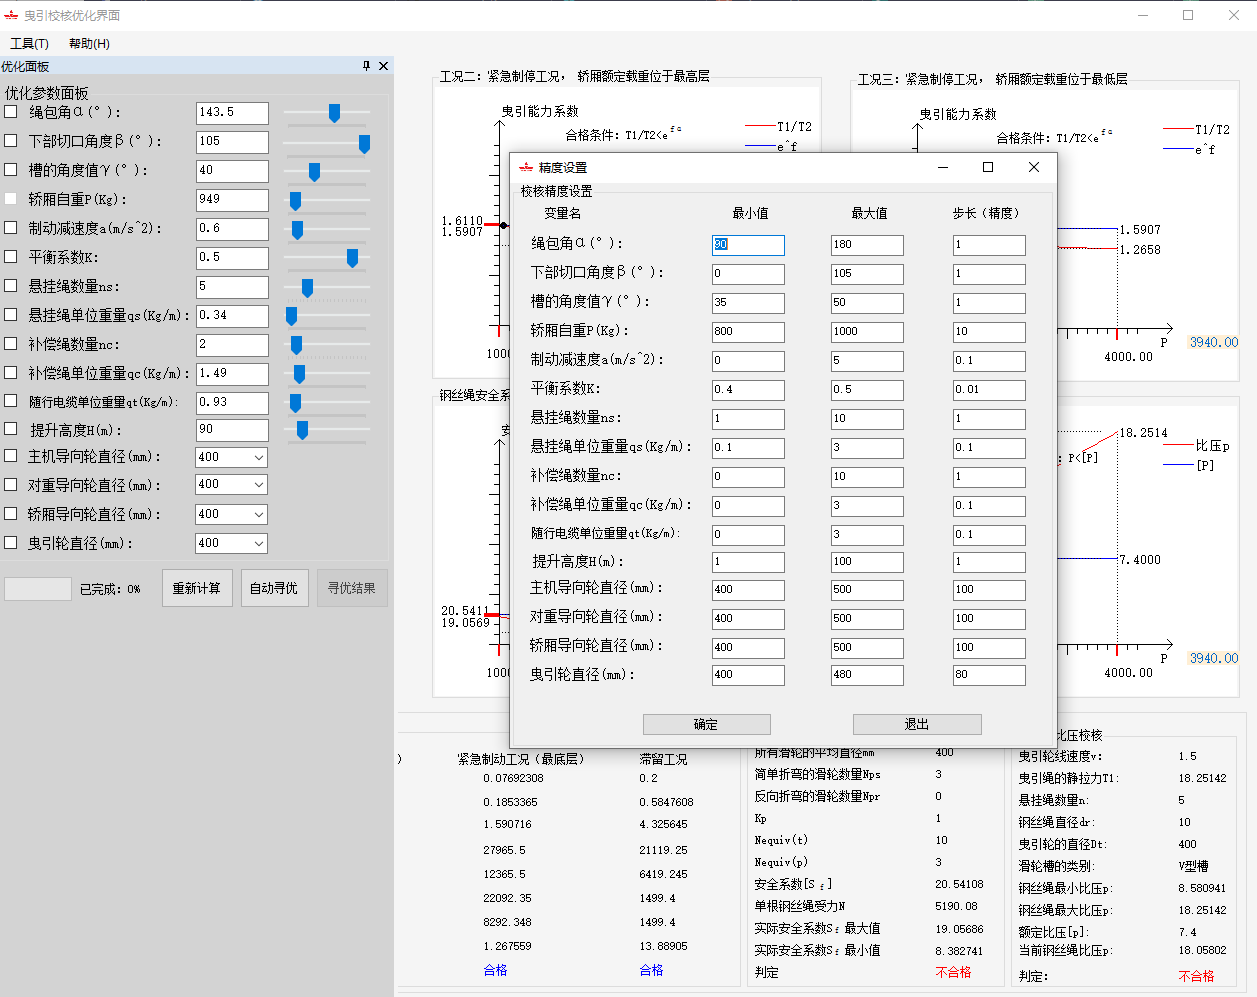 曳引校核优化界面
工具(T) 帮助(H)
优化面板
优化参数面板
绳包角α(°): 143.5
下部切口角度β(°): 105
槽的角度值γ(°): 40
轿厢自重P(Kg): 949
制动减速度a(m/s^2): 0.6
平衡系数K: 0.5
悬挂绳数量ns: 5
悬挂绳单位重量qs(Kg/m): 0.34
补偿绳数量nc: 2
补偿绳单位重量qc(Kg/m): 1.49
随行电缆单位重量qt(Kg/m): 0.93
提升高度H(m): 90
主机导向轮直径(mm): 400
对重导向轮直径(mm): 400
轿厢导向轮直径(mm): 400
曳引轮直径(mm): 400
已完成: 0% 重新计算 自动寻优 寻优结果
工况二: 紧急制停工况, 轿厢额定载重位于最高层
曳引能力系数
合格条件: T1/T2<e^fα
T1/T2
e^f
1.6110
1.5907
1000
工况三: 紧急制停工况, 轿厢额定载重位于最低层
曳引能力系数
合格条件: T1/T2<e^fα
T1/T2
e^f
1.5907
1.2658
P
4000.00
3940.00
钢丝绳安全系
20.5411
19.0569
1000
18.2514
: P<[P]
比压p
[P]
7.4000
P
4000.00
3940.00
精度设置
校核精度设置
变量名 最小值 最大值 步长(精度)
绳包角α(°): 90 180 1
下部切口角度β(°): 0 105 1
槽的角度值γ(°): 35 50 1
轿厢自重P(Kg): 800 1000 10
制动减速度a(m/s^2): 0 5 0.1
平衡系数K: 0.4 0.5 0.01
悬挂绳数量ns: 1 10 1
悬挂绳单位重量qs(Kg/m): 0.1 3 0.1
补偿绳数量nc: 0 10 1
补偿绳单位重量qc(Kg/m): 0 3 0.1
随行电缆单位重量qt(Kg/m): 0 3 0.1
提升高度H(m): 1 100 1
主机导向轮直径(mm): 400 500 100
对重导向轮直径(mm): 400 500 100
轿厢导向轮直径(mm): 400 500 100
曳引轮直径(mm): 400 480 80
确定 退出
) 紧急制动工况(最底层) 滞留工况
0.07692308 0.2
0.1853365 0.5847608
1.590716 4.325645
27965.5 21119.25
12365.5 6419.245
22092.35 1499.4
8292.348 1499.4
1.267559 13.88905
合格 合格
所有滑轮的平均直径mm 400
简单折弯的滑轮数量Nps 3
反向折弯的滑轮数量Npr 0
Kp 1
Nequiv(t) 10
Nequiv(p) 3
安全系数[Sf] 20.54108
单根钢丝绳受力N 5190.08
实际安全系数Sf最大值 19.05686
实际安全系数Sf最小值 8.382741
判定 不合格
比压校核
曳引轮线速度v: 1.5
曳引绳的静拉力T1: 18.25142
悬挂绳数量n: 5
钢丝绳直径dr: 10
曳引轮的直径Dt: 400
滑轮槽的类别: V型槽
钢丝绳最小比压p: 8.580941
钢丝绳最大比压p: 18.25142
额定比压[p]: 7.4
当前钢丝绳比压p: 18.05802
判定: 不合格